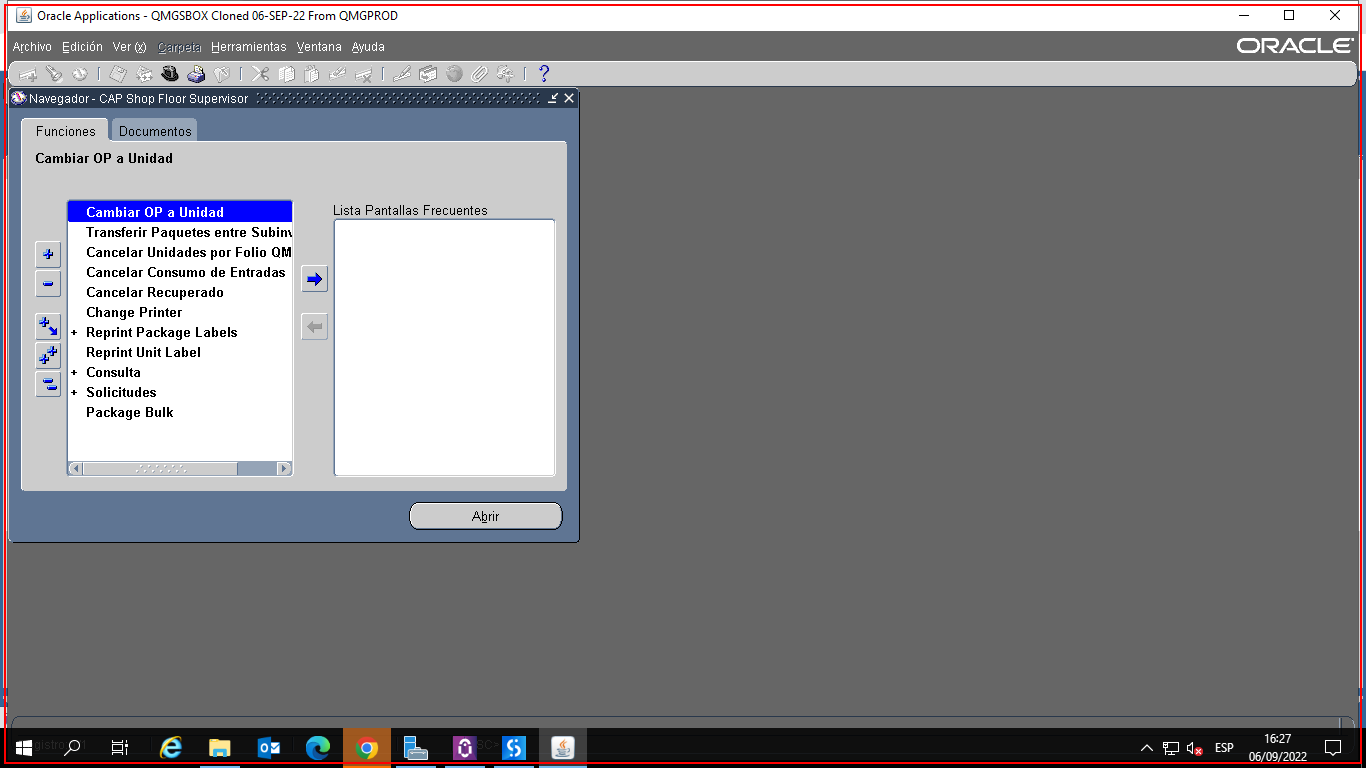 Oracle Applications - QMGSBOX Cloned 06-SEP-22 From QMGPROD
Archivo Edición Ver (x) Carpeta Herramientas Ventana Ayuda
ORACLE
Navegador - CAP Shop Floor Supervisor
Funciones
Documentos
Cambiar OP a Unidad
Lista Pantallas Frecuentes
Cambiar OP a Unidad
Transferir Paquetes entre Subinv
Cancelar Unidades por Folio QM
Cancelar Consumo de Entradas
Cancelar Recuperado
Change Printer
+ Reprint Package Labels
Reprint Unit Label
+ Consulta
+ Solicitudes
Package Bulk
Abrir
ESP
16:27
06/09/2022